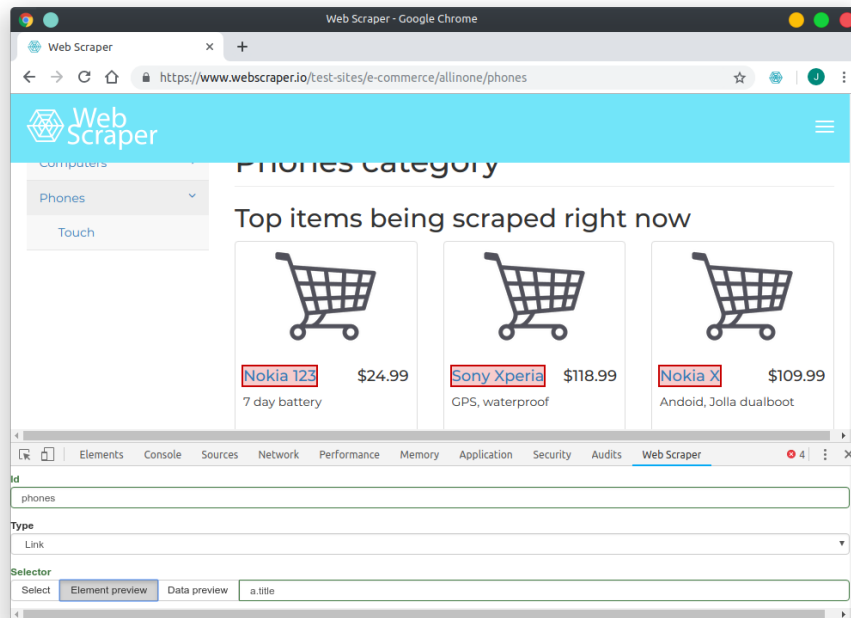 Web Scraper - Google Chrome
Web Scraper
https://www.webscraper.io/test-sites/e-commerce/allinone/phones
J
Web
Scraper
Computers
Phones category
Phones
Top items being scraped right now
Touch
Nokia 123 $24.99
7 day battery
Sony Xperia $118.99
GPS, waterproof
Nokia X $109.99
Andoid, Jolla dualboot
Elements Console Sources Network Performance Memory Application Security Audits Web Scraper 4
Id
phones
Type
Link
Selector
Select Element preview Data preview a.title